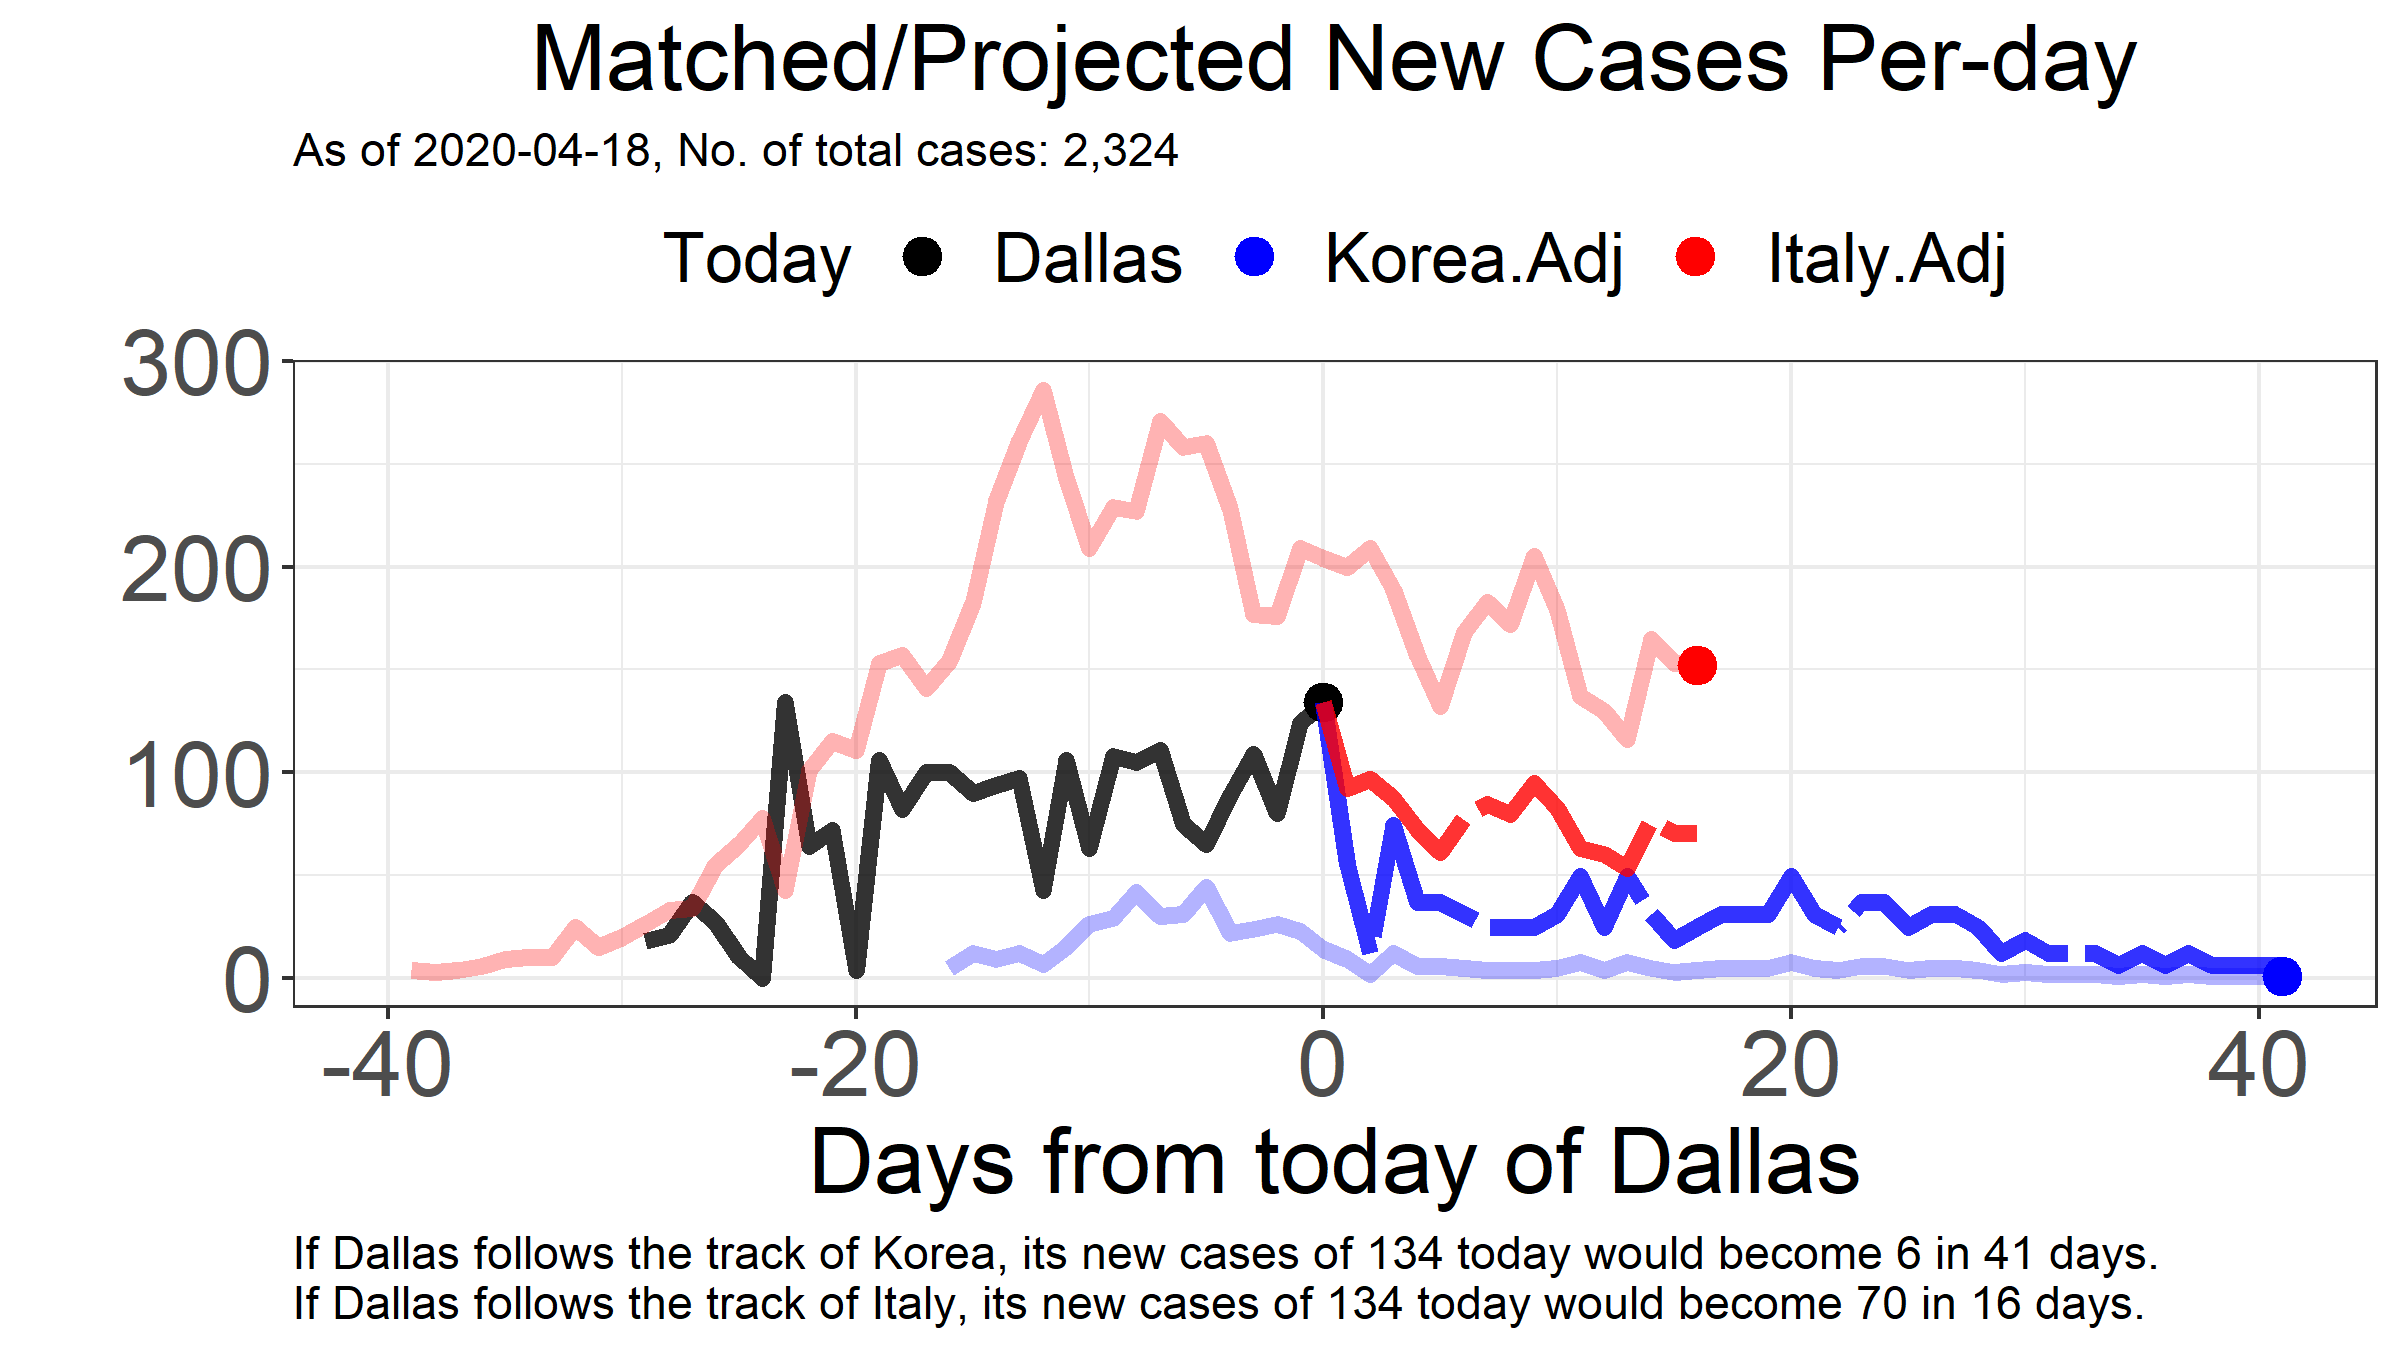 Matched/Projected New Cases Per-day
As of 2020-04-18, No. of total cases: 2,324
Today Dallas Korea.Adj Italy.Adj
300
200
100
0
-40 -20 0 20 40
Days from today of Dallas
If Dallas follows the track of Korea, its new cases of 134 today would become 6 in 41 days.
If Dallas follows the track of Italy, its new cases of 134 today would become 70 in 16 days.